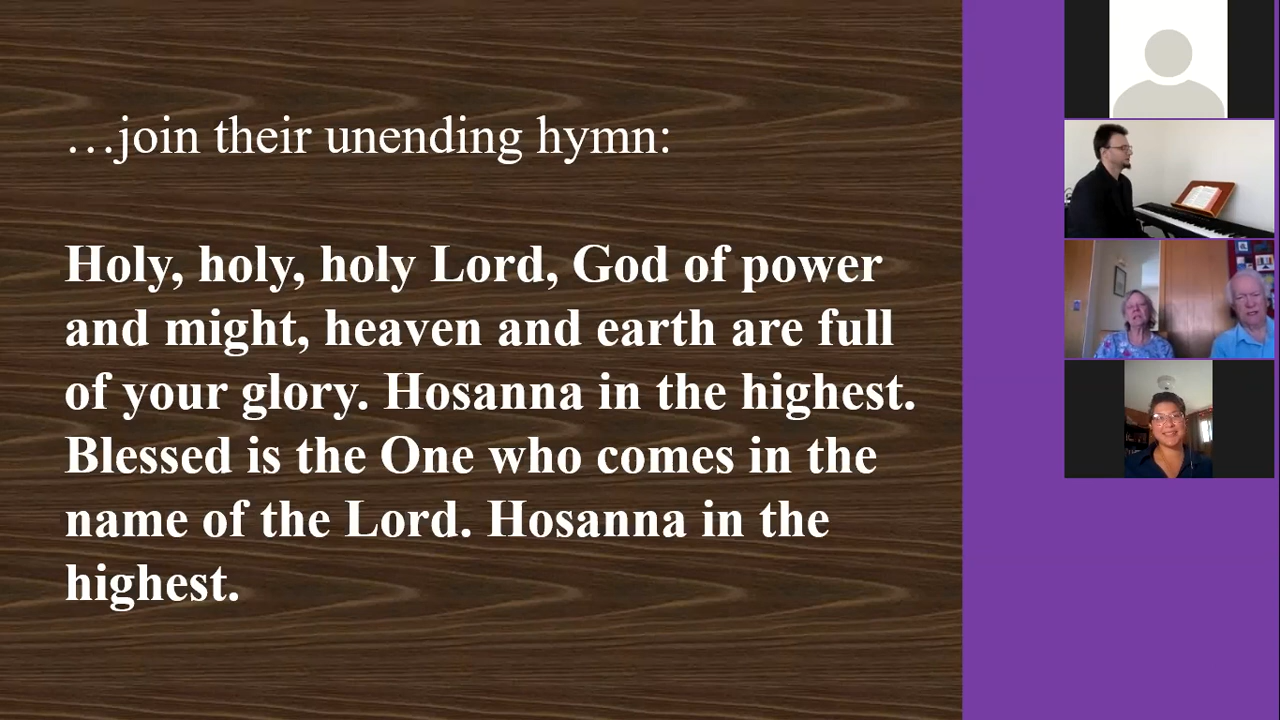 …join their unending hymn:
Holy, holy, holy Lord, God of power
and might, heaven and earth are full
of your glory. Hosanna in the highest.
Blessed is the One who comes in the
name of the Lord. Hosanna in the
highest.